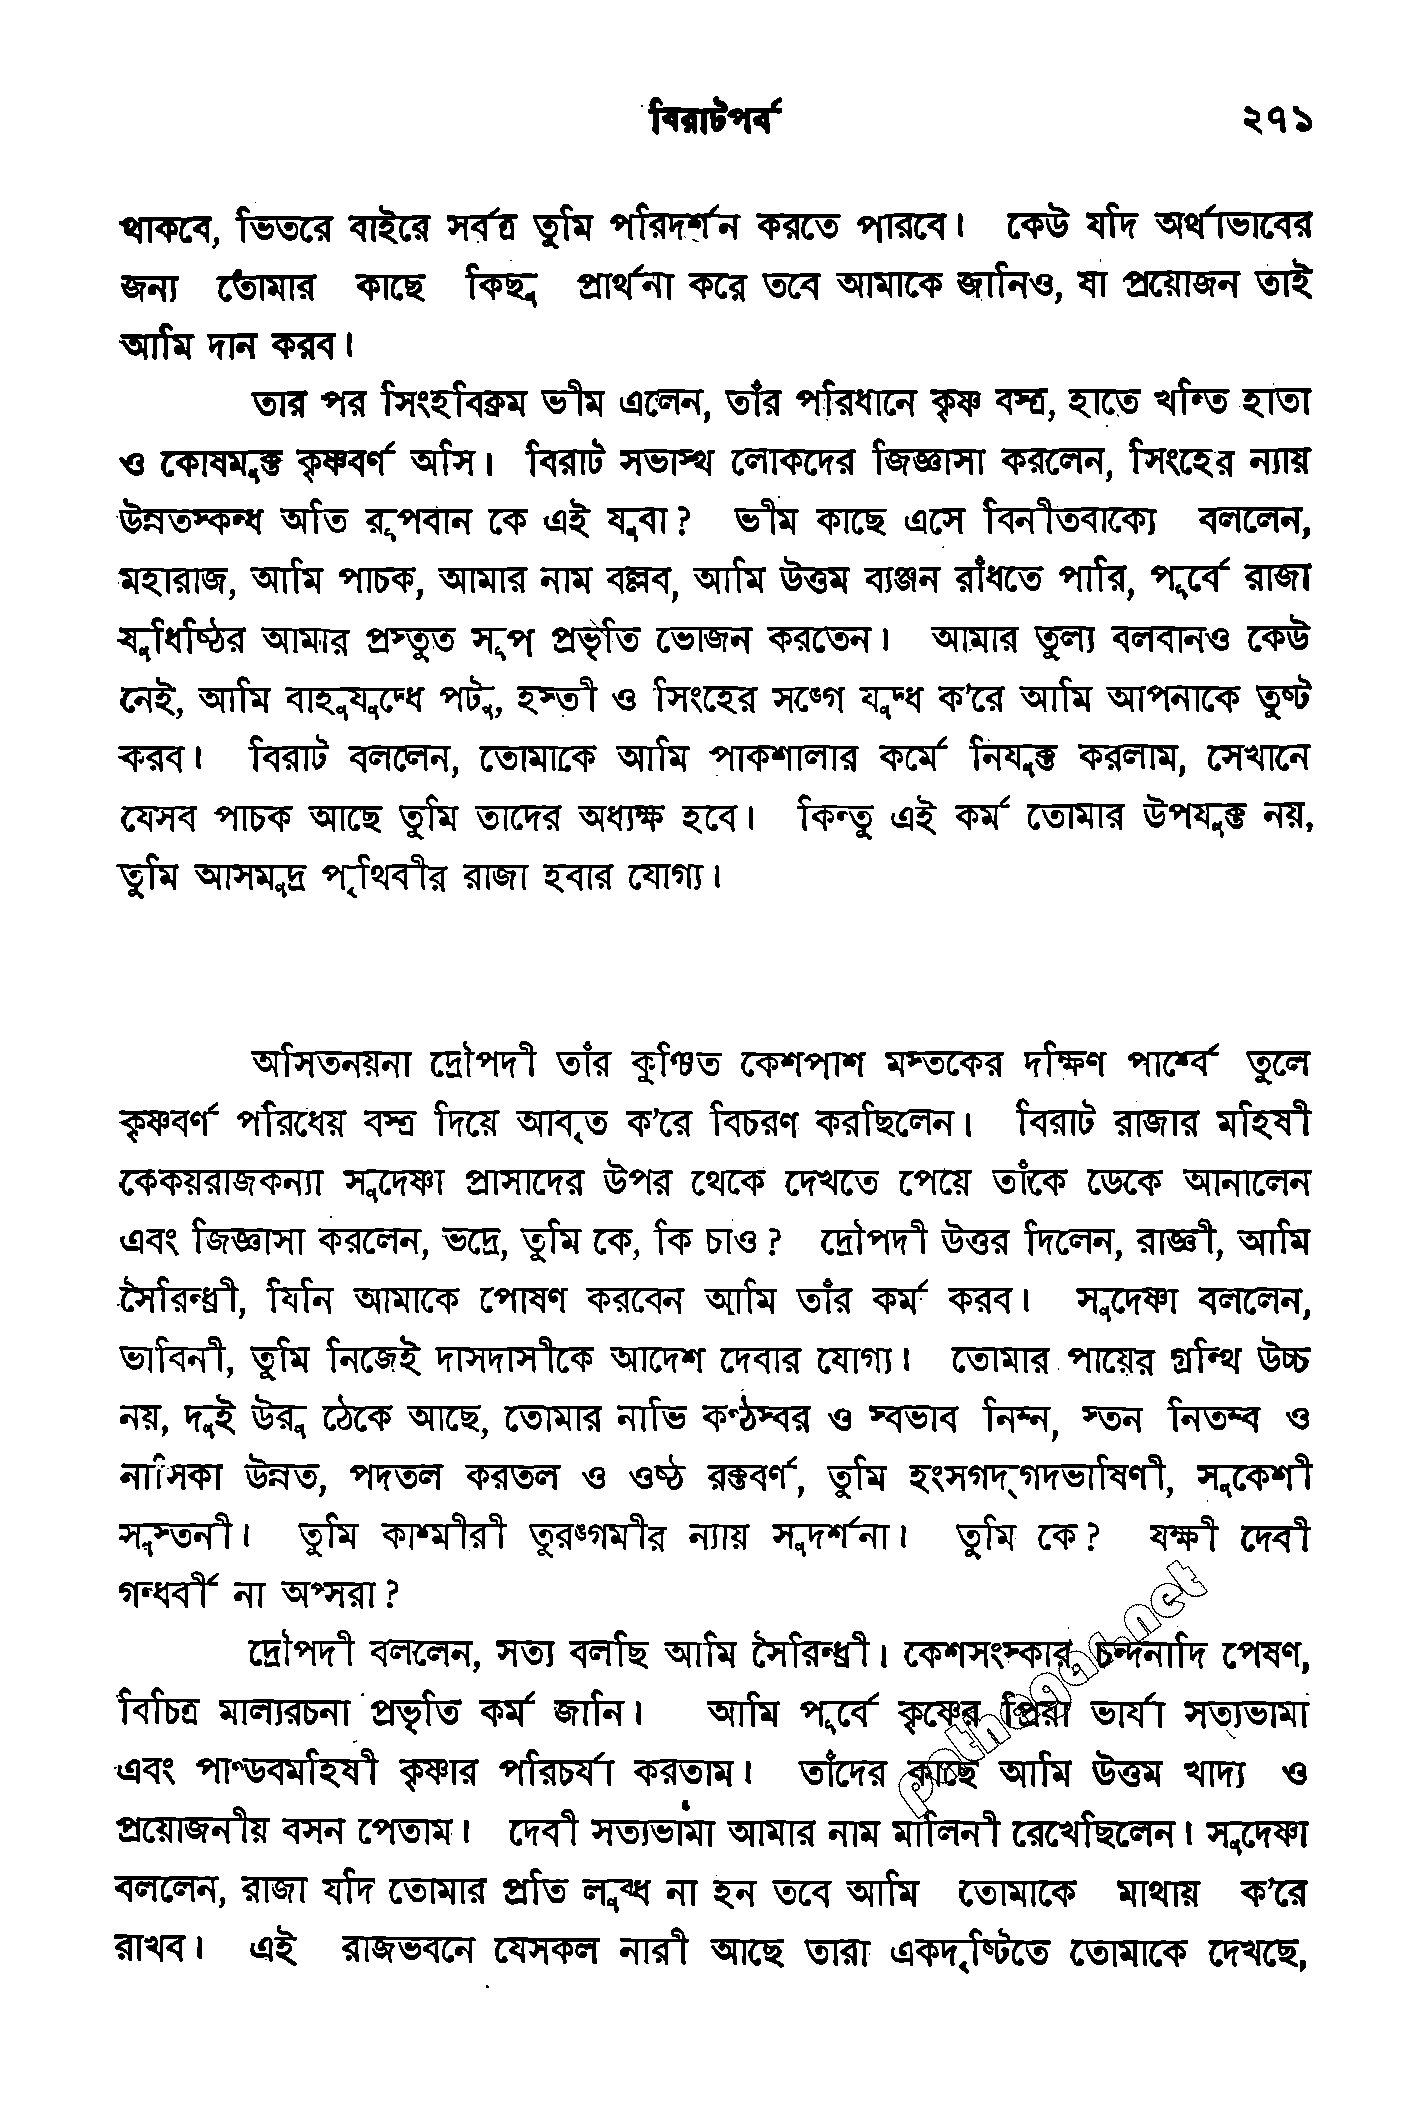 বিরাটপর্ব ২৭১
থাকবে, ভিতরে বাইরে সর্বত্র তুমি পরিদর্শন করতে পারবে। কেউ যদি অর্থাভাবের
জন্য তোমার কাছে কিছু প্রার্থনা করে তবে আমাকে জানিও, যা প্রয়োজন তাই
আমি দান করব।
তার পর সিংহবিক্রম ভীম এলেন, তাঁর পরিধানে কৃষ্ণ বস্ত্র, হাতে খন্তি হাতা
ও কোষমুক্ত কৃষ্ণবর্ণ অসি। বিরাট সভাস্থ লোকদের জিজ্ঞাসা করলেন, সিংহের ন্যায়
উন্নতস্কন্ধ অতি রূপবান কে এই যুবা? ভীম কাছে এসে বিনীতবাক্যে বললেন,
মহারাজ, আমি পাচক, আমার নাম বল্লব, আমি উত্তম ব্যঞ্জন রাঁধতে পারি, পূর্বে রাজা
যুধিষ্ঠির আমার প্রস্তুত সূপ প্রভৃতি ভোজন করতেন। আমার তুল্য বলবানও কেউ
নেই, আমি বাহুযুদ্ধে পটু, হস্তী ও সিংহের সঙ্গে যুদ্ধ ক’রে আমি আপনাকে তুষ্ট
করব। বিরাট বললেন, তোমাকে আমি পাকশালার কর্মে নিযুক্ত করলাম, সেখানে
যেসব পাচক আছে তুমি তাদের অধ্যক্ষ হবে। কিন্তু এই কর্ম তোমার উপযুক্ত নয়,
তুমি আসমুদ্র পৃথিবীর রাজা হবার যোগ্য।
অসিতনয়না দ্রৌপদী তাঁর কুঞ্চিত কেশপাশ মস্তকের দক্ষিণ পার্শ্বে তুলে
কৃষ্ণবর্ণ পরিধেয় বস্ত্র দিয়ে আবৃত ক’রে বিচরণ করছিলেন। বিরাট রাজার মহিষী
কেকয়রাজকন্যা সুদেষ্ণা প্রাসাদের উপর থেকে দেখতে পেয়ে তাঁকে ডেকে আনালেন
এবং জিজ্ঞাসা করলেন, ভদ্রে, তুমি কে, কি চাও? দ্রৌপদী উত্তর দিলেন, রাজ্ঞী, আমি
সৈরিন্ধ্রী, যিনি আমাকে পোষণ করবেন আমি তাঁর কর্ম করব। সুদেষ্ণা বললেন,
ভাবিনী, তুমি নিজেই দাসদাসীকে আদেশ দেবার যোগ্য। তোমার পায়ের গ্রন্থি উচ্চ
নয়, দুই উরু ঠেকে আছে, তোমার নাভি কণ্ঠস্বর ও স্বভাব নিম্ন, স্তন নিতম্ব ও
নাসিকা উন্নত, পদতল করতল ও ওষ্ঠ রক্তবর্ণ, তুমি হংসগদ্‌গদভাষিণী, সুকেশী
সুস্তনী। তুমি কাশ্মীরী তুরঙ্গমীর ন্যায় সুদর্শনা। তুমি কে? যক্ষী দেবী
গন্ধর্বী না অপ্সরা?
দ্রৌপদী বললেন, সত্য বলছি আমি সৈরিন্ধ্রী। কেশসংস্কার, চন্দনাদি পেষণ,
বিচিত্র মাল্যরচনা প্রভৃতি কর্ম জানি। আমি পূর্বে কৃষ্ণের প্রিয়া ভার্যা সত্যভামা
এবং পাণ্ডবমহিষী কৃষ্ণার পরিচর্যা করতাম। তাঁদের কাছে আমি উত্তম খাদ্য ও
প্রয়োজনীয় বসন পেতাম। দেবী সত্যভামা আমার নাম মালিনী রেখেছিলেন। সুদেষ্ণা
বললেন, রাজা যদি তোমার প্রতি লুব্ধ না হন তবে আমি তোমাকে মাথায় ক’রে
রাখব। এই রাজভবনে যেসকল নারী আছে তারা একদৃষ্টিতে তোমাকে দেখছে,
pathagar.net